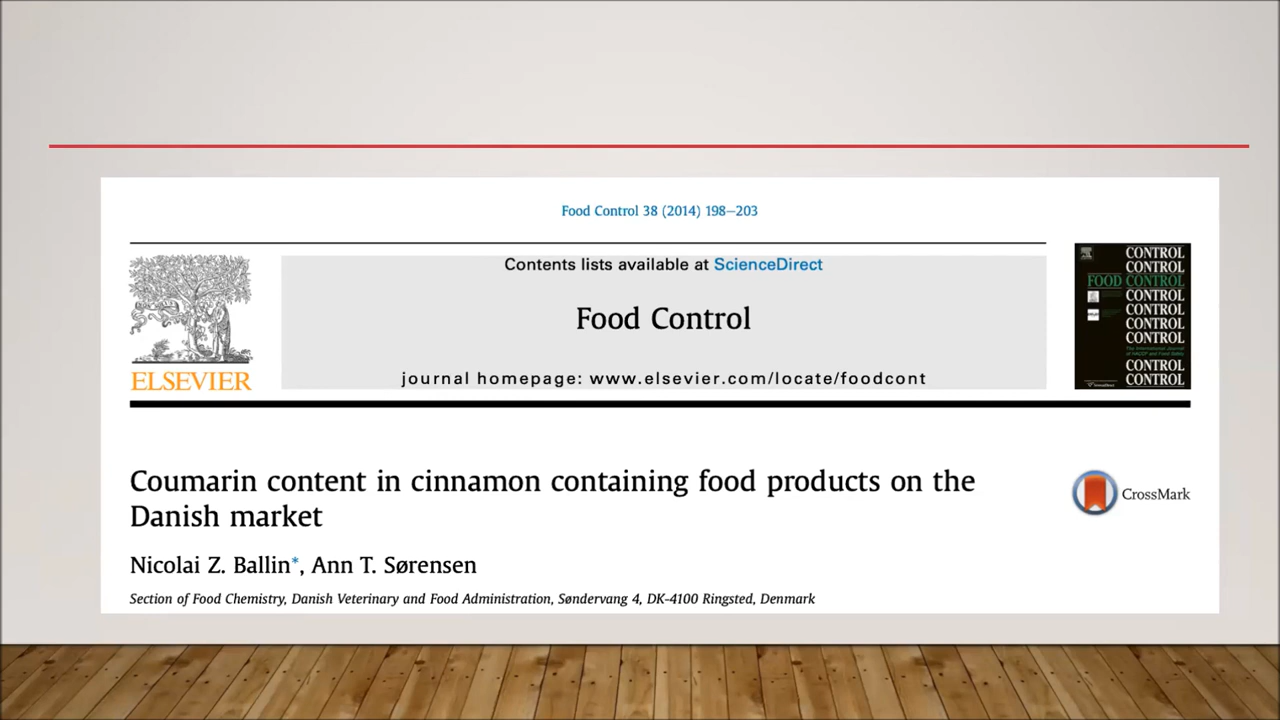 Food Control 38 (2014) 198–203
Contents lists available at ScienceDirect
Food Control
journal homepage: www.elsevier.com/locate/foodcont
ELSEVIER
CONTROL
CONTROL
FOOD CONTROL
CONTROL
CONTROL
CONTROL
CONTROL
CONTROL
CONTROL
Coumarin content in cinnamon containing food products on the
Danish market
CrossMark
Nicolai Z. Ballin*, Ann T. Sørensen
Section of Food Chemistry, Danish Veterinary and Food Administration, Søndervang 4, DK-4100 Ringsted, Denmark